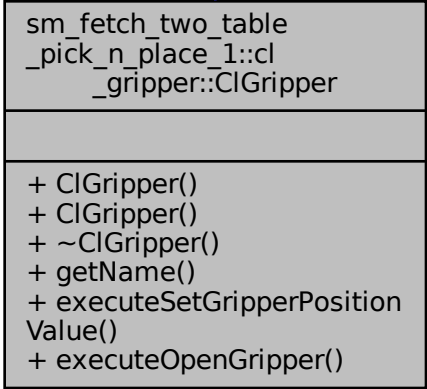 sm_fetch_two_table
_pick_n_place_1::cl
_gripper::ClGripper
+ ClGripper()
+ ClGripper()
+ ~ClGripper()
+ getName()
+ executeSetGripperPosition
Value()
+ executeOpenGripper()